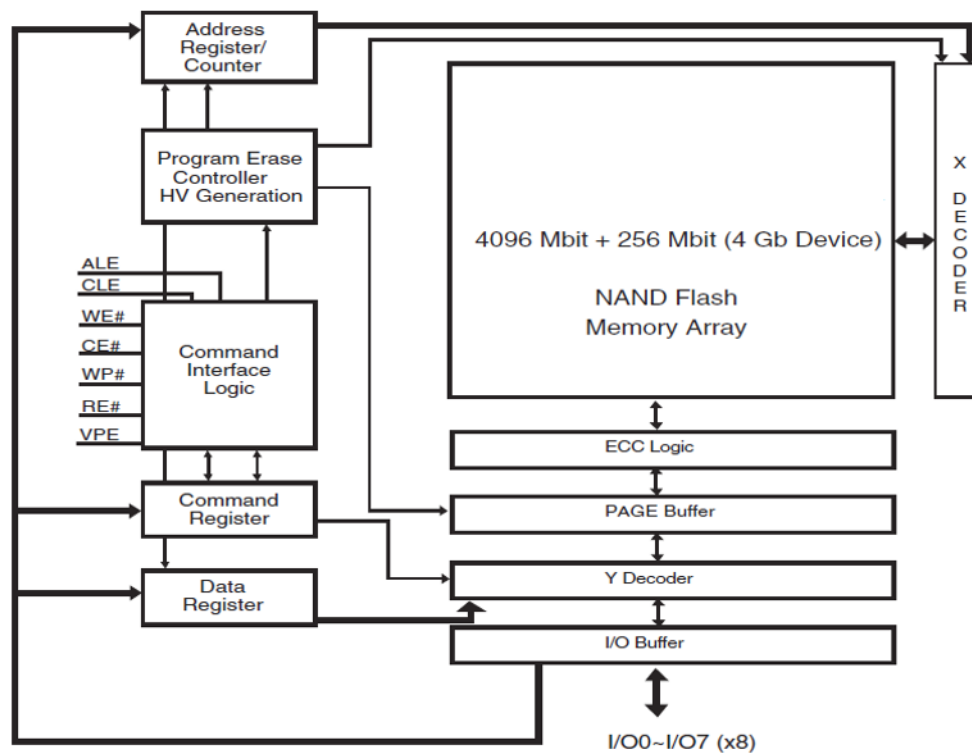 Address
Register/
Counter
Program Erase
Controller
HV Generation
ALE
CLE
WE#
CE#
WP#
RE#
VPE
Command
Interface
Logic
Command
Register
Data
Register
4096 Mbit + 256 Mbit (4 Gb Device)
NAND Flash
Memory Array
X
D
E
C
O
D
E
R
ECC Logic
PAGE Buffer
Y Decoder
I/O Buffer
I/O0~I/O7 (x8)